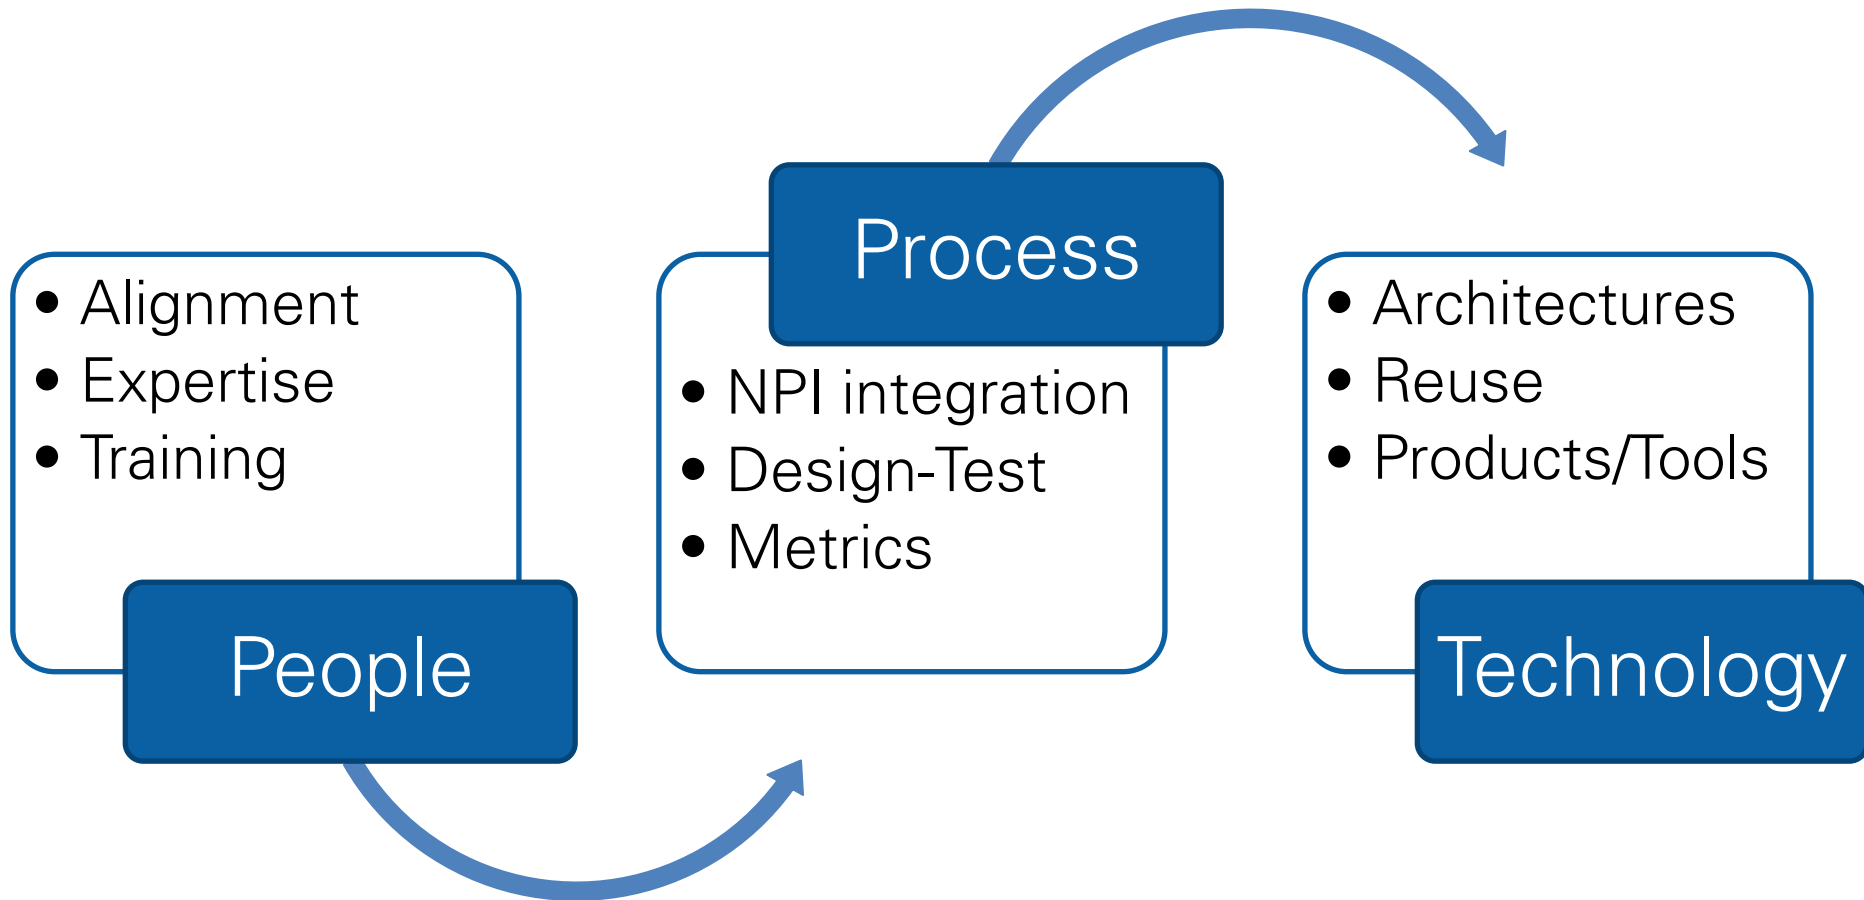 • Alignment
• Expertise
• Training
People
Process
• NPI integration
• Design-Test
• Metrics
• Architectures
• Reuse
• Products/Tools
Technology